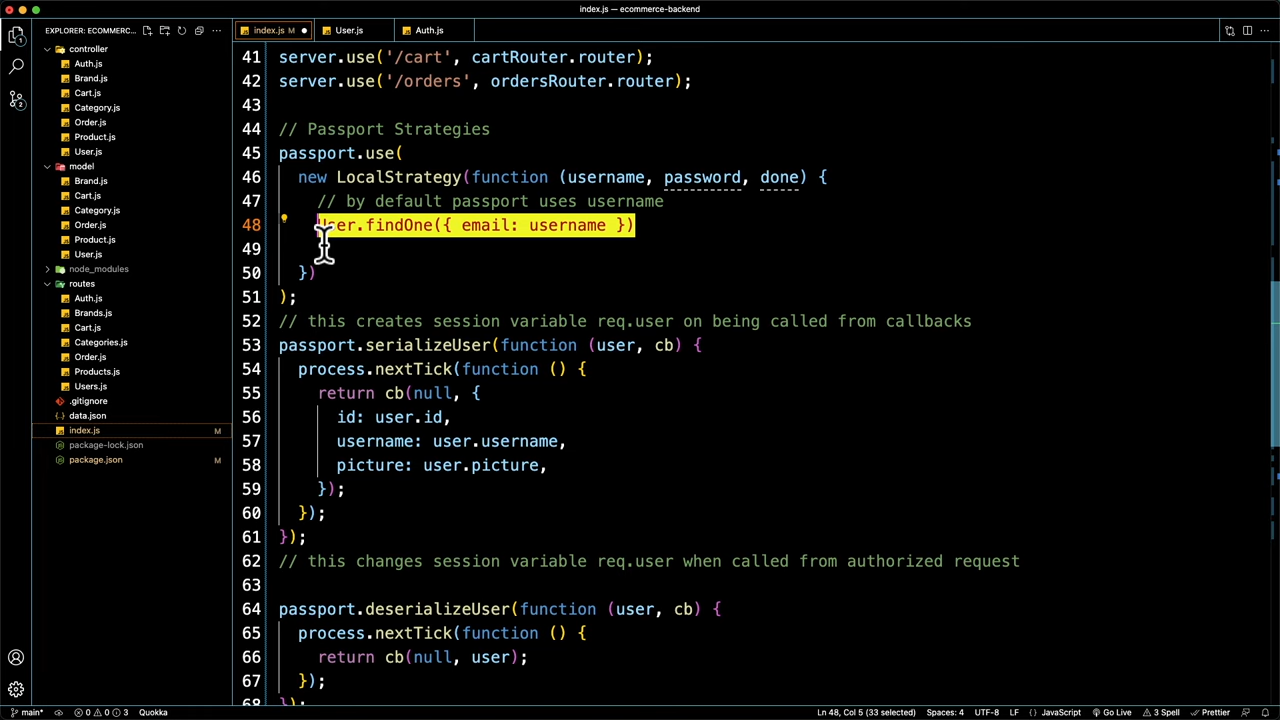 index.js — ecommerce-backend
EXPLORER: ECOMMERC...
index.js M
User.js
Auth.js
controller
Auth.js
Brand.js
Cart.js
Category.js
Order.js
Product.js
User.js
model
Brand.js
Cart.js
Category.js
Order.js
Product.js
User.js
node_modules
routes
Auth.js
Brands.js
Cart.js
Categories.js
Order.js
Products.js
Users.js
.gitignore
data.json
index.js M
package-lock.json
package.json M
41 server.use('/cart', cartRouter.router);
42 server.use('/orders', ordersRouter.router);
43
44 // Passport Strategies
45 passport.use(
46 new LocalStrategy(function (username, password, done) {
47 // by default passport uses username
48 User.findOne({ email: username })
49
50 })
51 );
52 // this creates session variable req.user on being called from callbacks
53 passport.serializeUser(function (user, cb) {
54 process.nextTick(function () {
55 return cb(null, {
56 id: user.id,
57 username: user.username,
58 picture: user.picture,
59 });
60 });
61 });
62 // this changes session variable req.user when called from authorized request
63
64 passport.deserializeUser(function (user, cb) {
65 process.nextTick(function () {
66 return cb(null, user);
67 });
68 });
1
2
main* 0 0 3 Quokka
Ln 48, Col 5 (33 selected) Spaces: 4 UTF-8 LF {} JavaScript Go Live 3 Spell Prettier